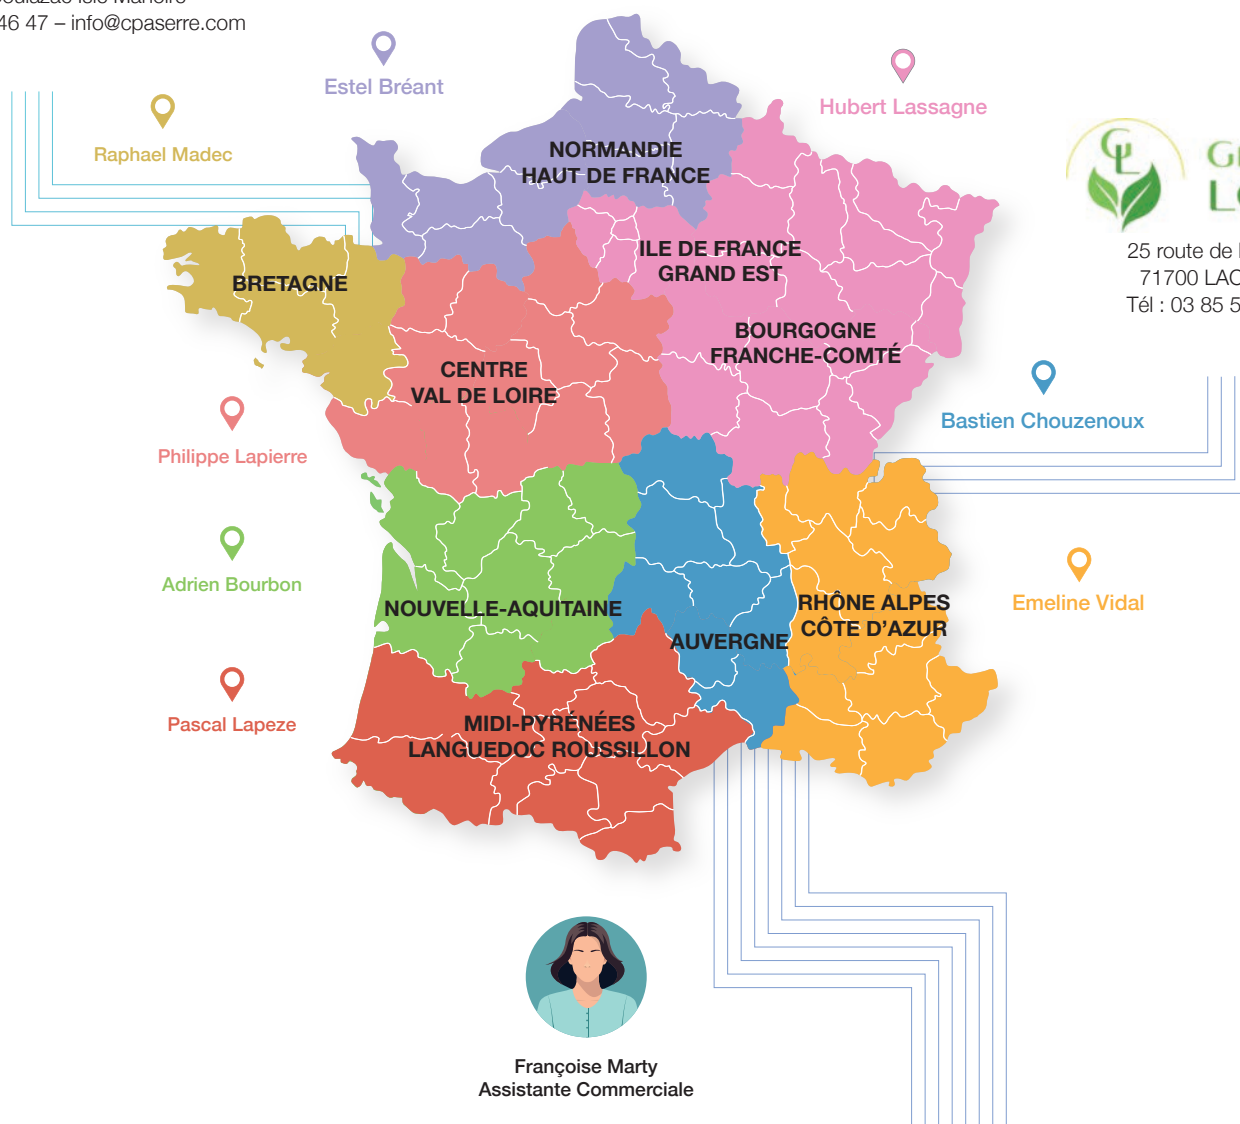 46 47 – info@cpaserre.com
Estel Bréant
Hubert Lassagne
Raphael Madec
NORMANDIE
HAUT DE FRANCE
GL
25 route de
71700
Tél : 03 85 5
ILE DE FRANCE
GRAND EST
BRETAGNE
BOURGOGNE
FRANCHE-COMTÉ
CENTRE
VAL DE LOIRE
Bastien Chouzenoux
Philippe Lapierre
Adrien Bourbon
NOUVELLE-AQUITAINE
RHÔNE ALPES
CÔTE D'AZUR
Emeline Vidal
AUVERGNE
Pascal Lapeze
MIDI-PYRÉNÉES
LANGUEDOC ROUSSILLON
Françoise Marty
Assistante Commerciale